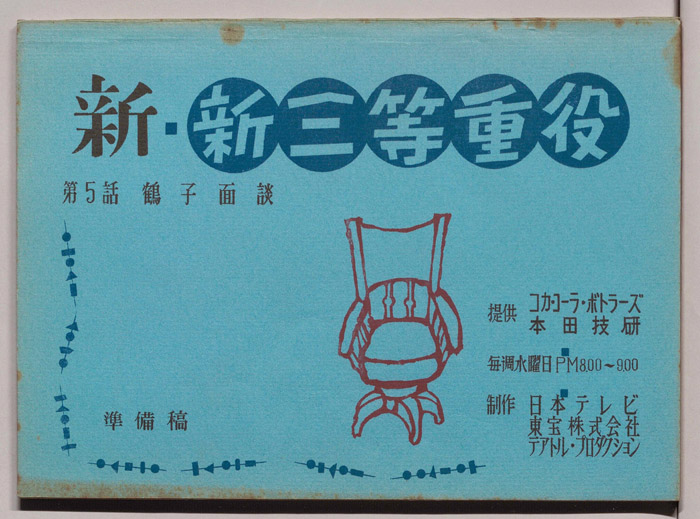 新・新三等重役
第5話 鶴子面談
提供 コカ・コーラ・ボトラーズ
本田技研
毎週水曜日PM8.00〜9.00
制作 日本テレビ
東宝株式会社
テアトル・プロダクション
準備稿